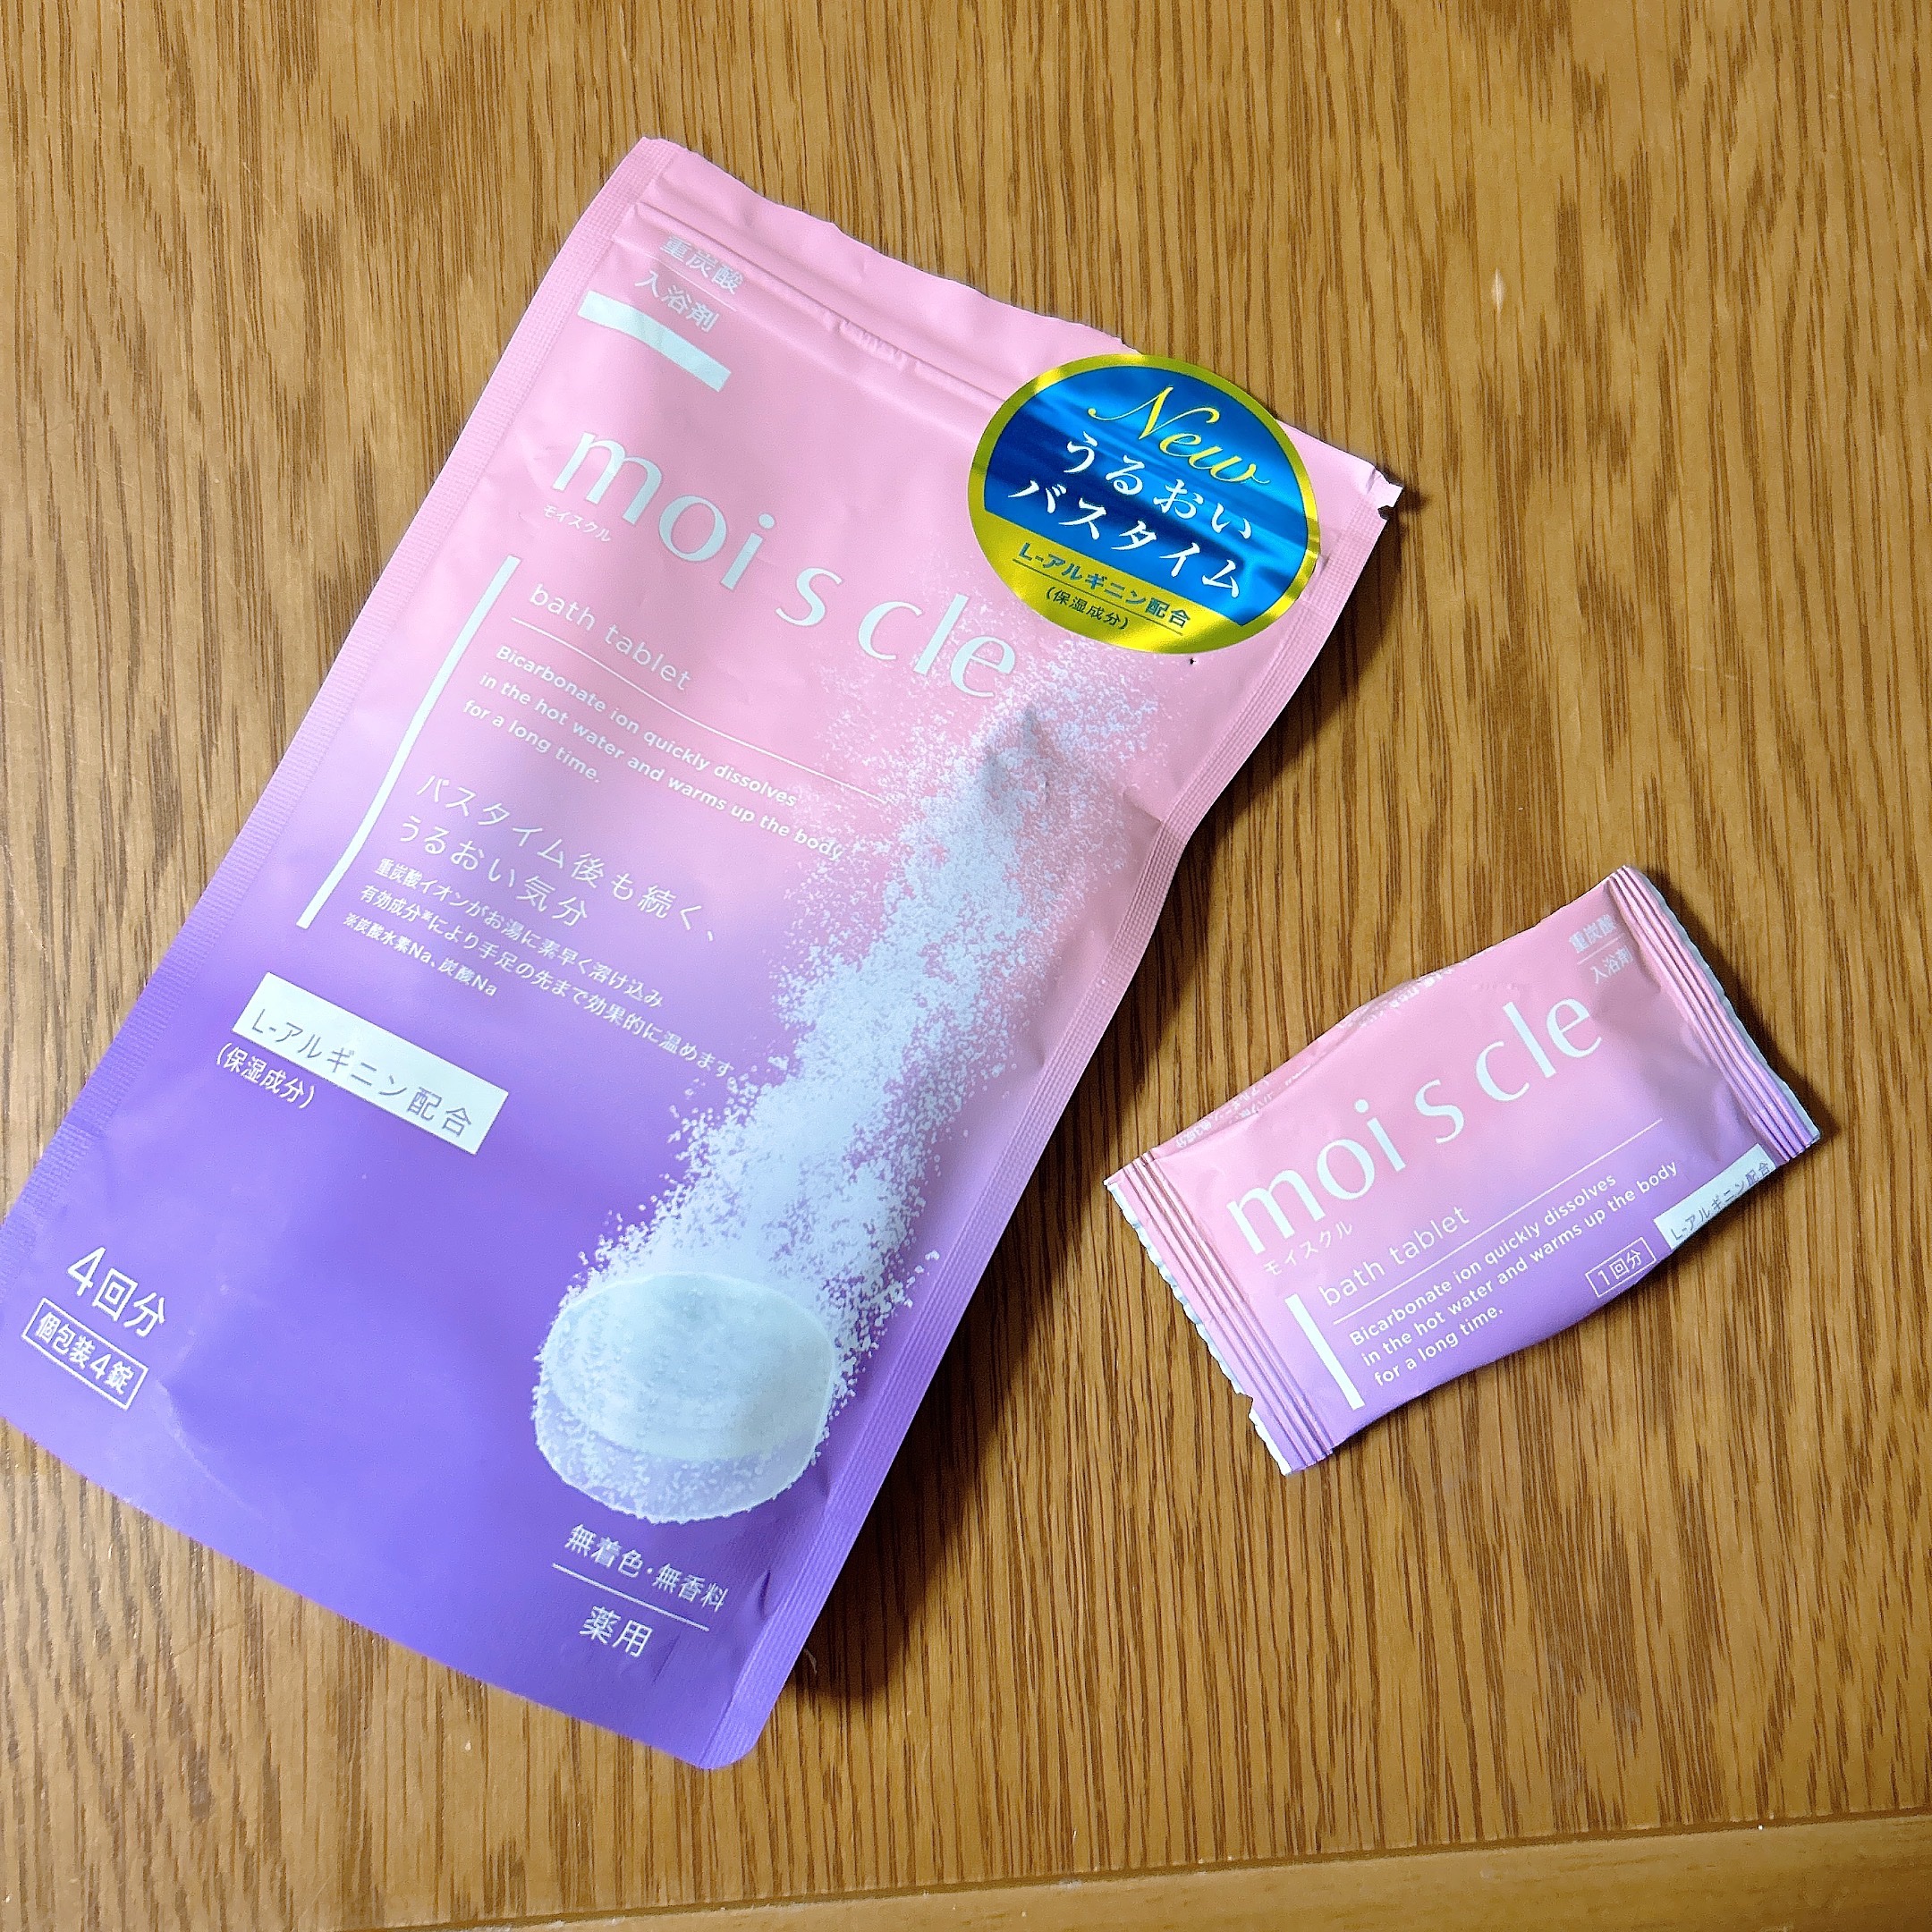 重炭酸
入浴剤
New
うるおい
バスタイム
L-アルギニン配合
(保湿成分)
moi s cle
モイスクル
bath tablet
Bicarbonate ion quickly dissolves
in the hot water and warms up the body
for a long time.
バスタイム後も続く、
うるおい気分
重炭酸イオンがお湯に素早く溶け込み
有効成分※により手足の先まで効果的に温めます
※炭酸水素Na、炭酸Na
L-アルギニン配合
(保湿成分)
4回分
個包装4錠
無着色・無香料
薬用
重炭酸
入浴剤
moi s cle
モイスクル
bath tablet
Bicarbonate ion quickly dissolves
in the hot water and warms up the body
for a long time.
L-アルギニン配合
1回分